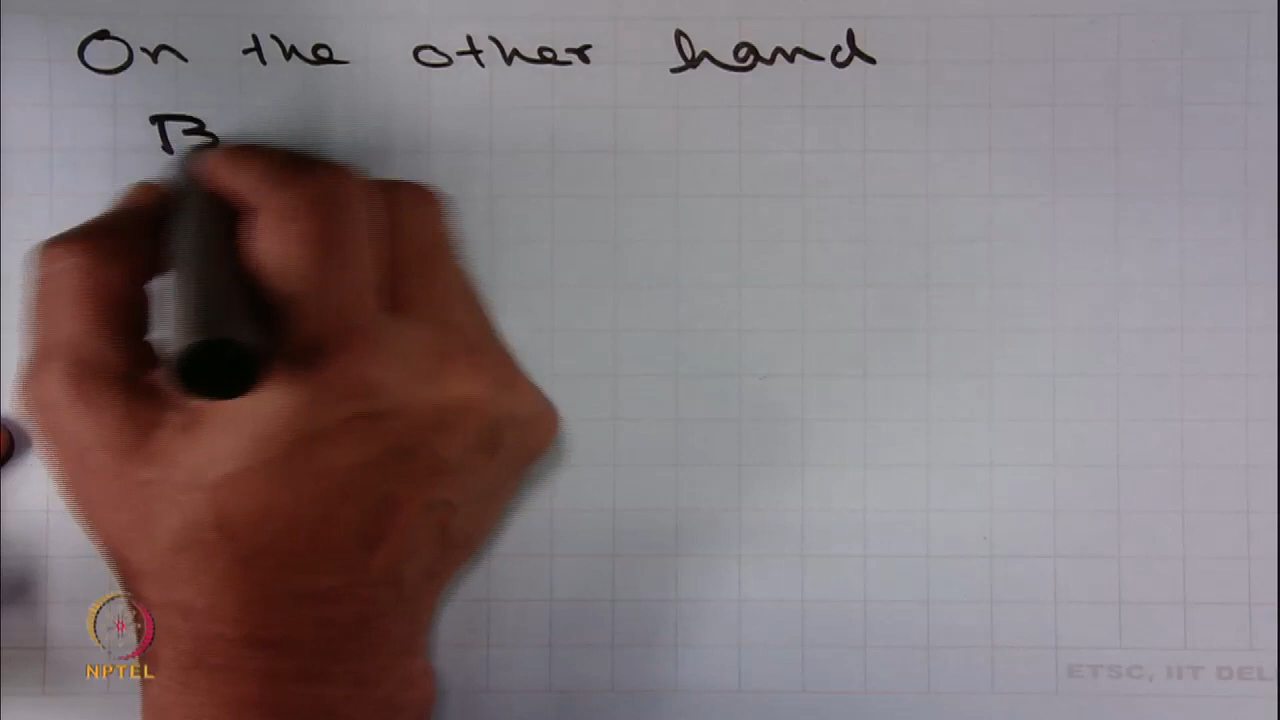 On the other hand
B
NPTEL
ETSC, IIT DEL